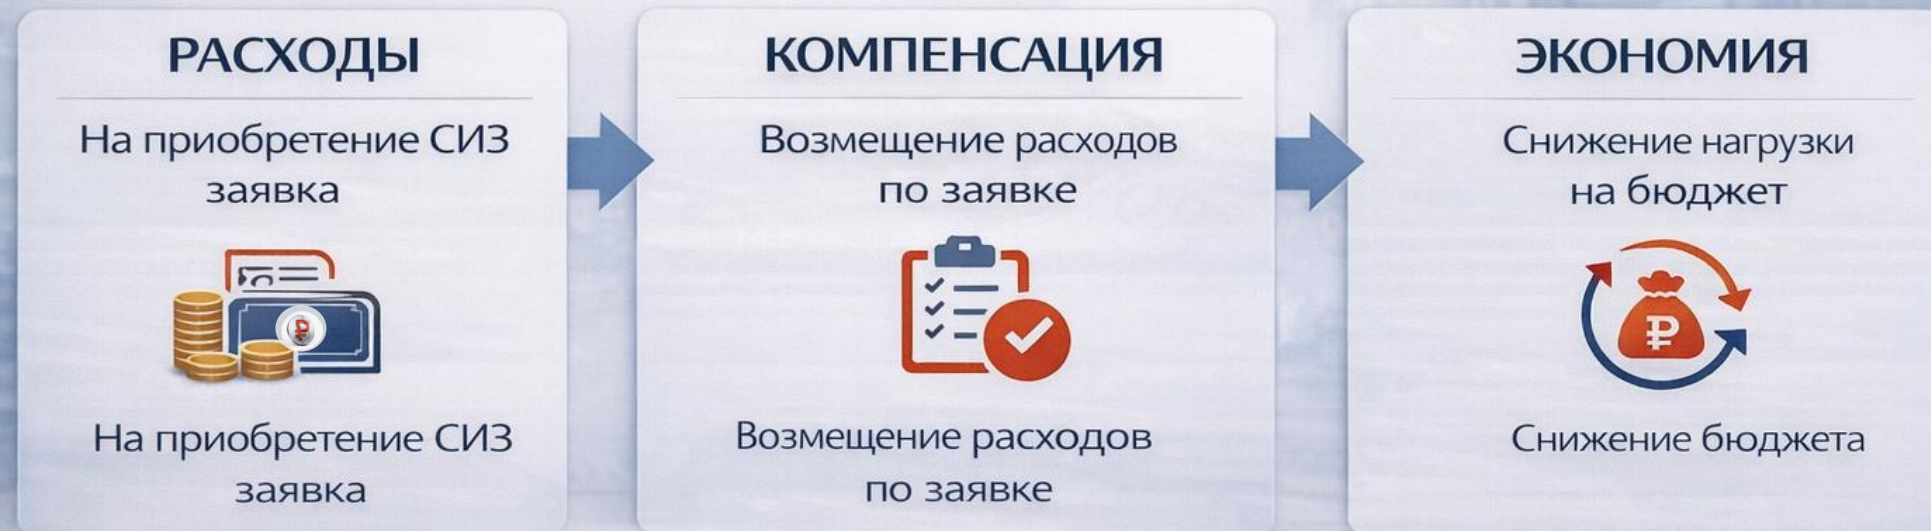 РАСХОДЫ
На приобретение СИЗ
заявка
₽
На приобретение СИЗ
заявка
КОМПЕНСАЦИЯ
Возмещение расходов
по заявке
Возмещение расходов
по заявке
ЭКОНОМИЯ
Снижение нагрузки
на бюджет
₽
Снижение бюджета